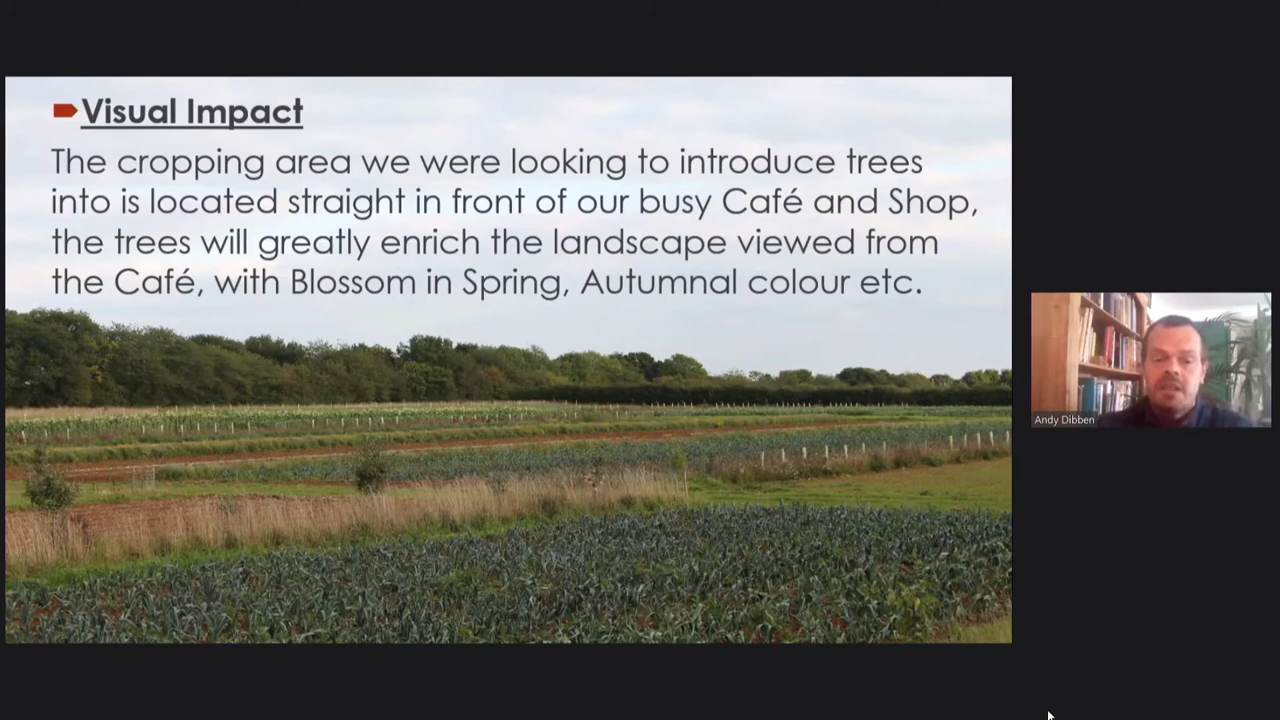 Visual Impact
The cropping area we were looking to introduce trees
into is located straight in front of our busy Café and Shop,
the trees will greatly enrich the landscape viewed from
the Café, with Blossom in Spring, Autumnal colour etc.
Andy Dibben